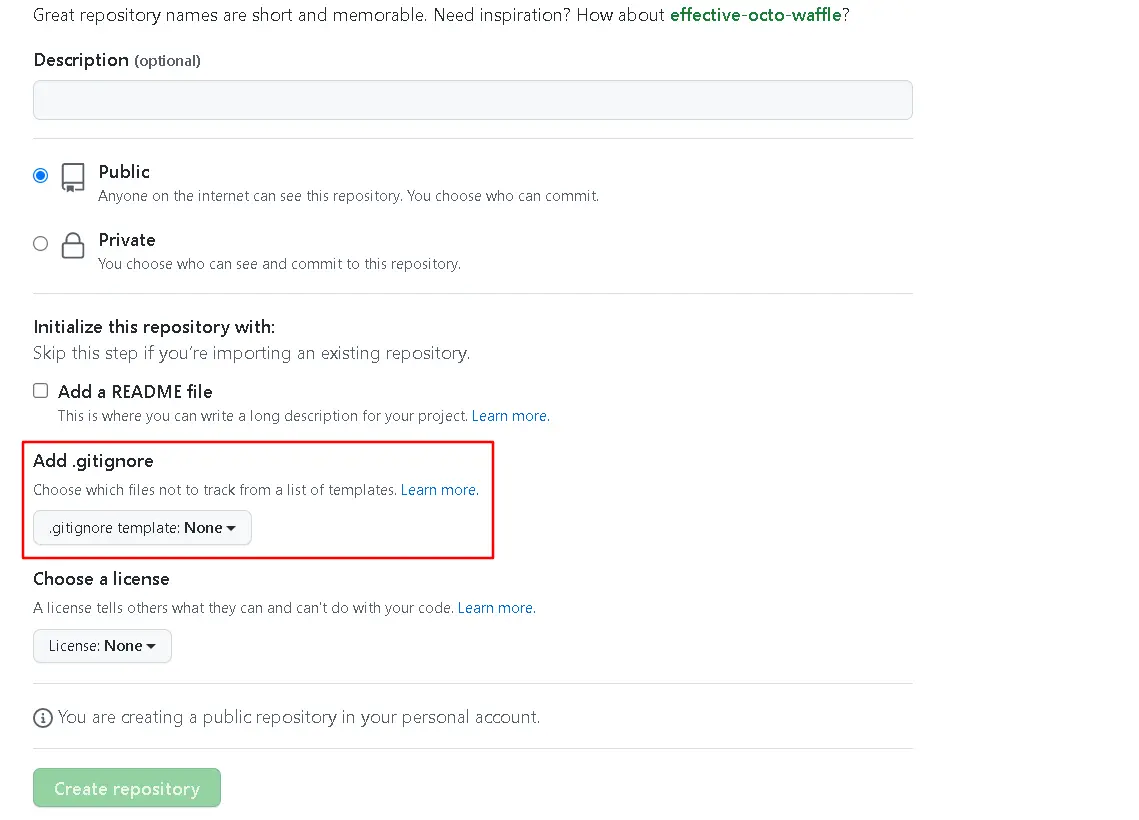 Great repository names are short and memorable. Need inspiration? How about effective-octo-waffle?
Description (optional)
Public
Anyone on the internet can see this repository. You choose who can commit.
Private
You choose who can see and commit to this repository.
Initialize this repository with:
Skip this step if you're importing an existing repository.
Add a README file
This is where you can write a long description for your project. Learn more.
Add .gitignore
Choose which files not to track from a list of templates. Learn more.
.gitignore template: None
Choose a license
A license tells others what they can and can't do with your code. Learn more.
License: None
You are creating a public repository in your personal account.
Create repository